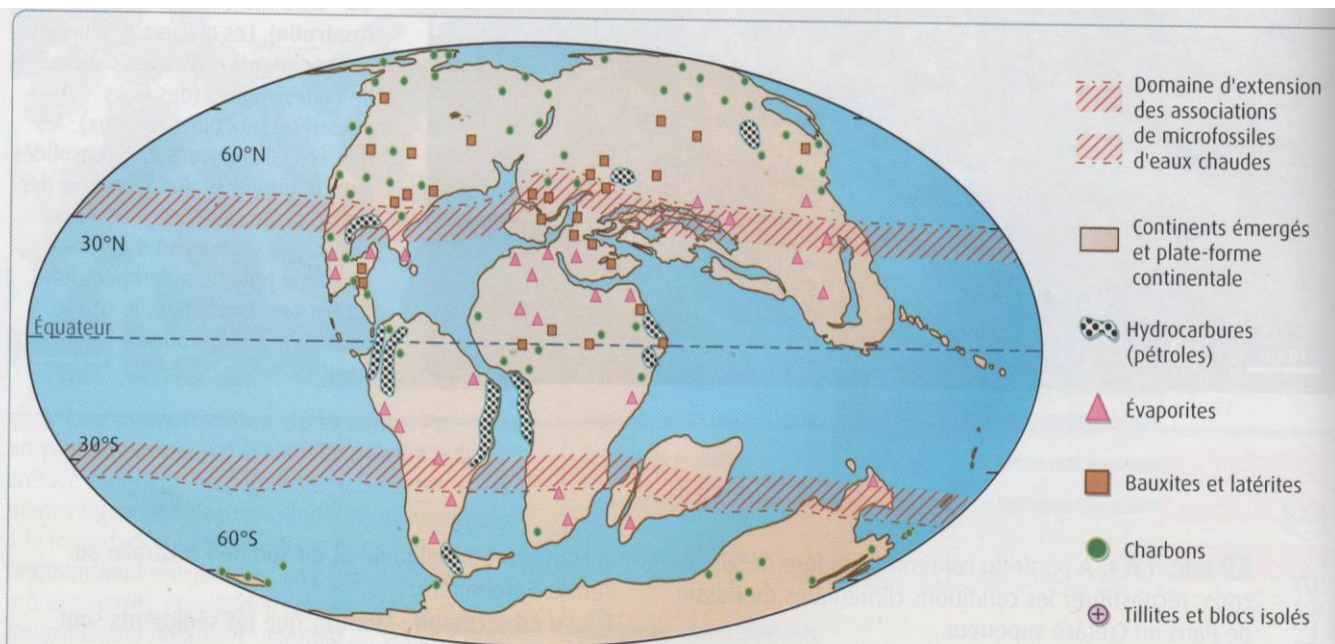 60°N
30°N
Équateur
30°S
60°S
Domaine d'extension
des associations
de microfossiles
d'eaux chaudes
Continents émergés
et plate-forme
continentale
Hydrocarbures
(pétroles)
Évaporites
Bauxites et latérites
Charbons
Tillites et bloc isolés